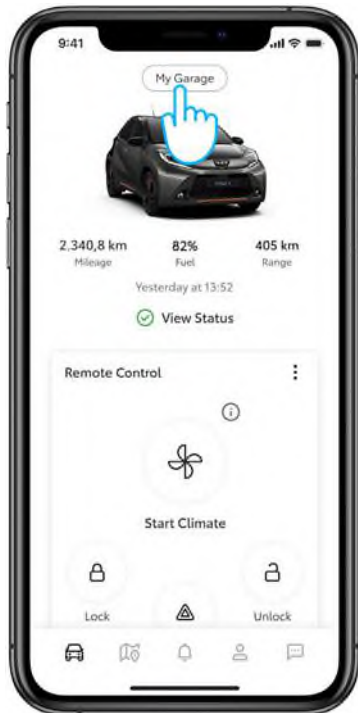 9:41
My Garage
2.340,8 km 82% 405 km
Mileage Fuel Range
Yesterday at 13:52
View Status
Remote Control
Start Climate
Lock Unlock